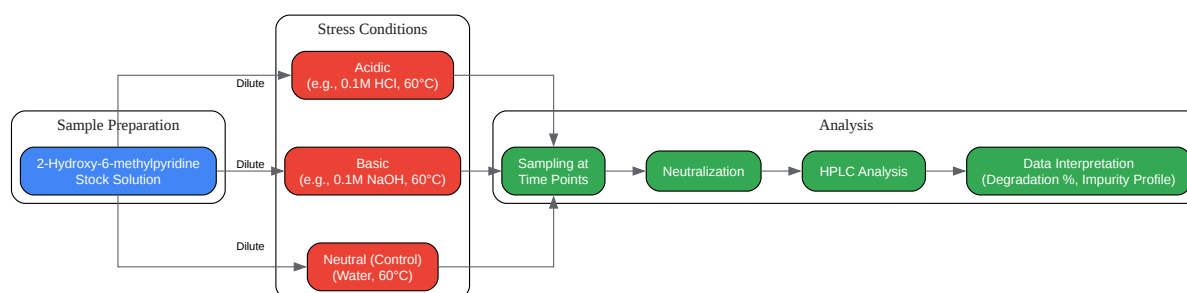 Sample Preparation
2-Hydroxy-6-methylpyridine
Stock Solution
Dilute
Dilute
Dilute
Stress Conditions
Acidic
(e.g., 0.1M HCl, 60°C)
Basic
(e.g., 0.1M NaOH, 60°C)
Neutral (Control)
(Water, 60°C)
Analysis
Sampling at
Time Points
Neutralization
HPLC Analysis
Data Interpretation
(Degradation %, Impurity Profile)